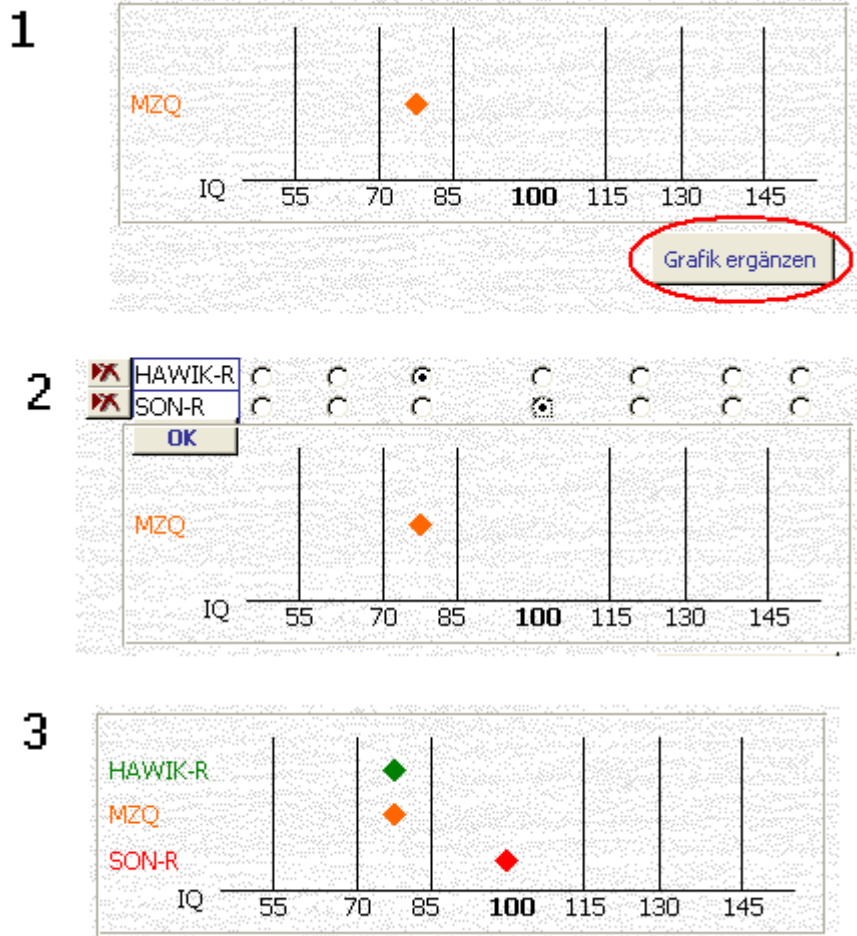 1
MZQ
IQ 55 70 85 100 115 130 145
Grafik ergänzen
2
HAWIK-R
SON-R
OK
MZQ
IQ 55 70 85 100 115 130 145
3
HAWIK-R
MZQ
SON-R
IQ 55 70 85 100 115 130 145